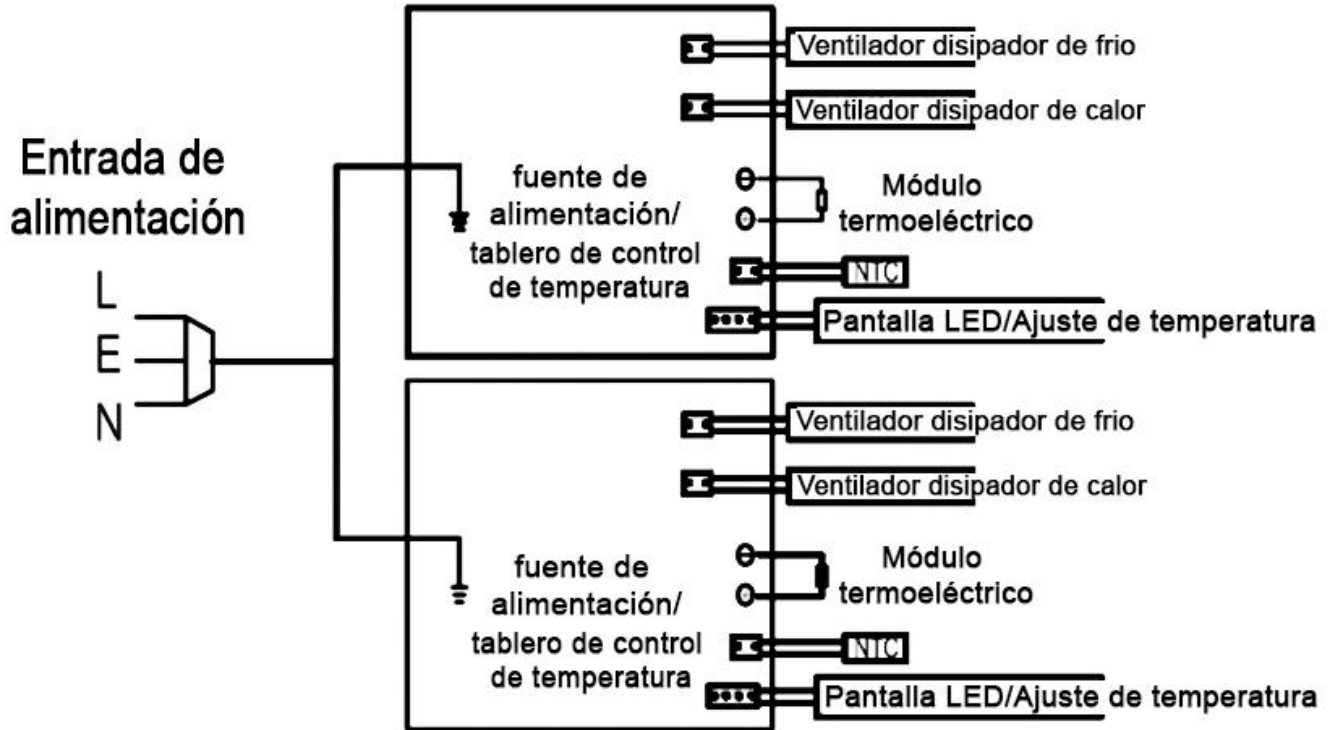 Entrada de
alimentación
L
E
N
Ventilador disipador de frio
Ventilador disipador de calor
fuente de
alimentación/
tablero de control
de temperatura
Módulo
termoeléctrico
NTC
Pantalla LED/Ajuste de temperatura
Ventilador disipador de frio
Ventilador disipador de calor
fuente de
alimentación/
tablero de control
de temperatura
Módulo
termoeléctrico
NTC
Pantalla LED/Ajuste de temperatura